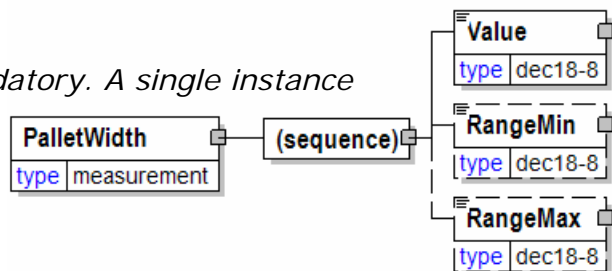 Value
type dec18-8
datory. A single instance
PalletWidth
type measurement
(sequence)
RangeMin
type dec18-8
RangeMax
type dec18-8